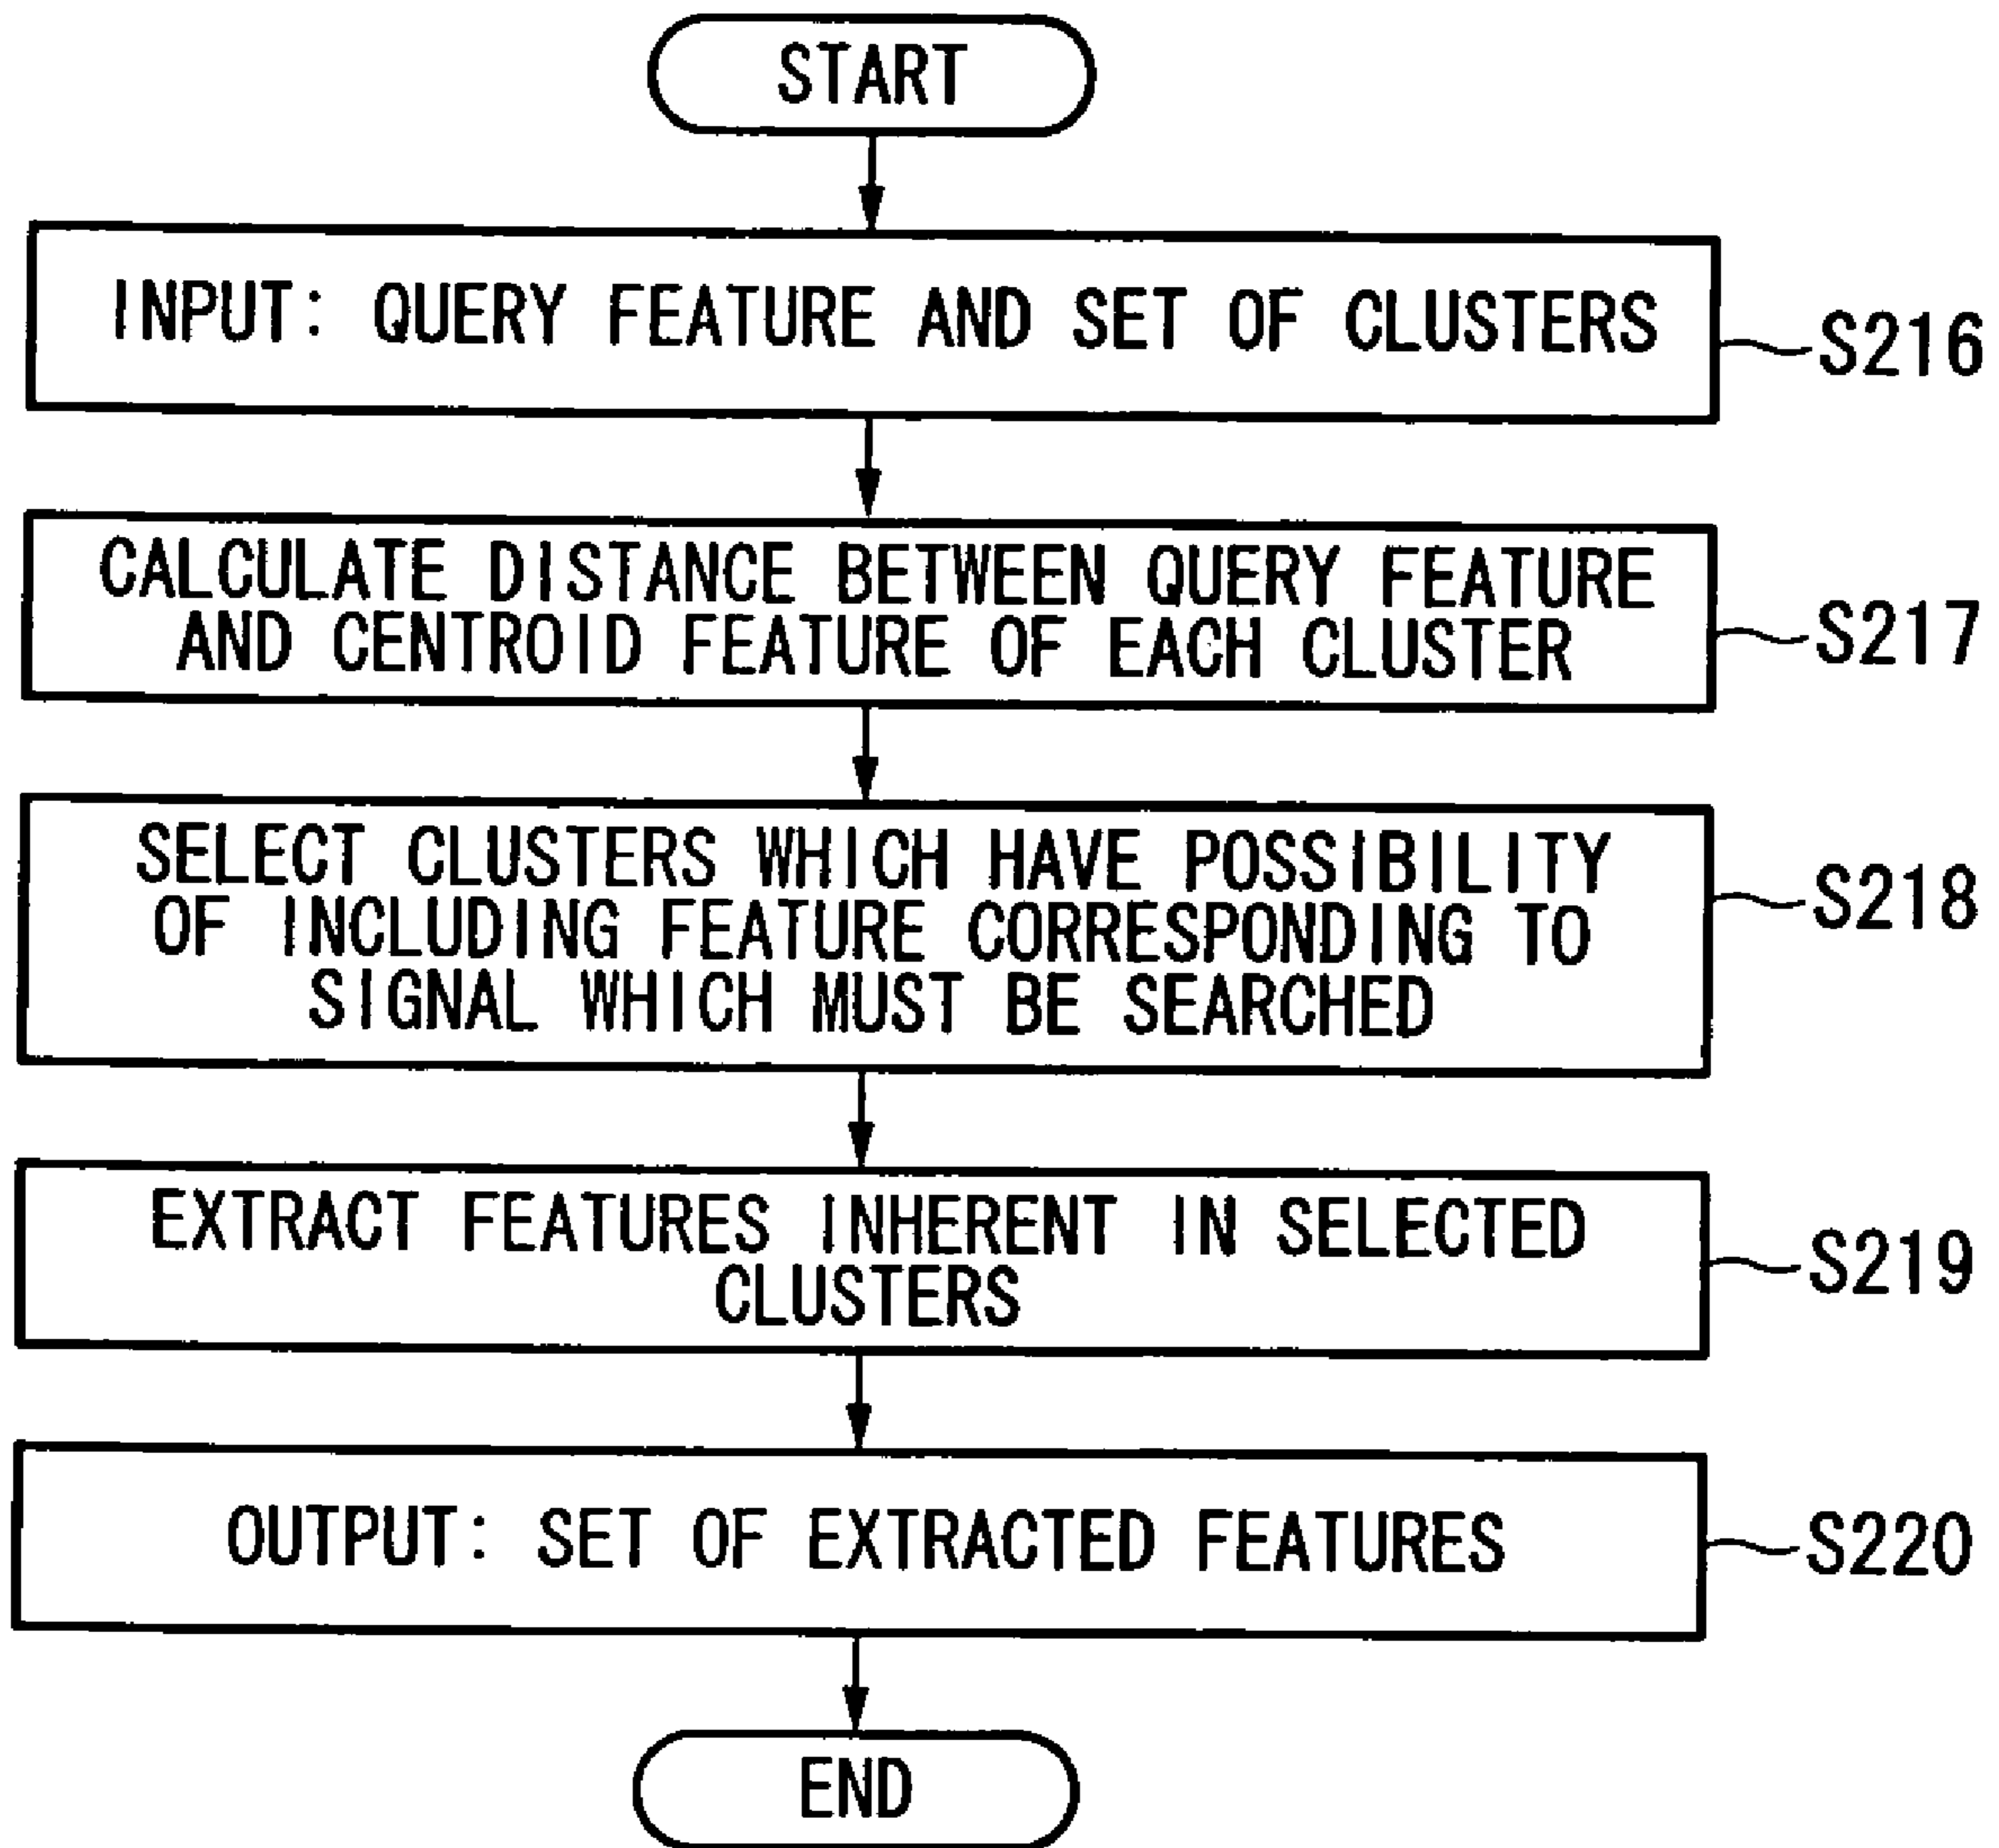 START
INPUT: QUERY FEATURE AND SET OF CLUSTERS
S216
CALCULATE DISTANCE BETWEEN QUERY FEATURE
AND CENTROID FEATURE OF EACH CLUSTER
S217
SELECT CLUSTERS WHICH HAVE POSSIBILITY
OF INCLUDING FEATURE CORRESPONDING TO
SIGNAL WHICH MUST BE SEARCHED
S218
EXTRACT FEATURES INHERENT IN SELECTED
CLUSTERS
S219
OUTPUT: SET OF EXTRACTED FEATURES
S220
END